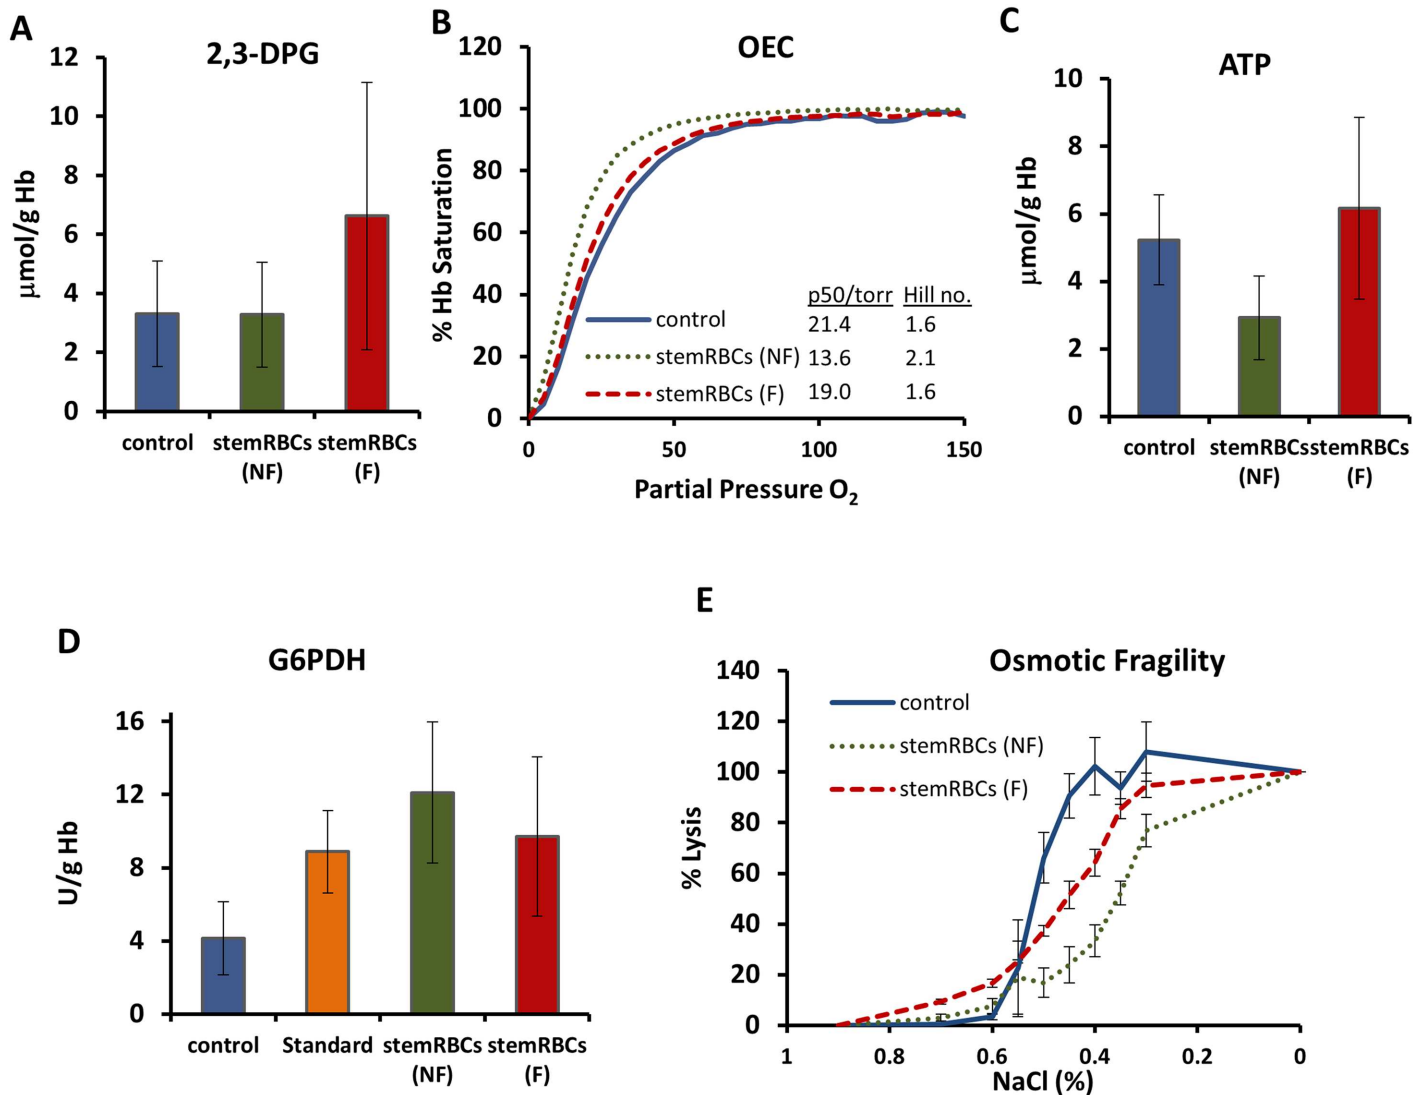 A
2,3-DPG
12
10
8
6
4
2
0
μmol/g Hb
control
stemRBCs
(NF)
stemRBCs
(F)
B
OEC
120
100
80
60
40
20
0
% Hb Saturation
p50/torr Hill no.
control 21.4 1.6
stemRBCs (NF) 13.6 2.1
stemRBCs (F) 19.0 1.6
0 50 100 150
Partial Pressure O₂
C
ATP
10
8
6
4
2
0
μmol/g Hb
control
stemRBCs
(NF)
stemRBCs
(F)
D
G6PDH
16
12
8
4
0
U/g Hb
control
Standard
stemRBCs
(NF)
stemRBCs
(F)
E
Osmotic Fragility
140
120
100
80
60
40
20
0
% Lysis
control
stemRBCs (NF)
stemRBCs (F)
1 0.8 0.6 0.4 0.2 0
NaCl (%)